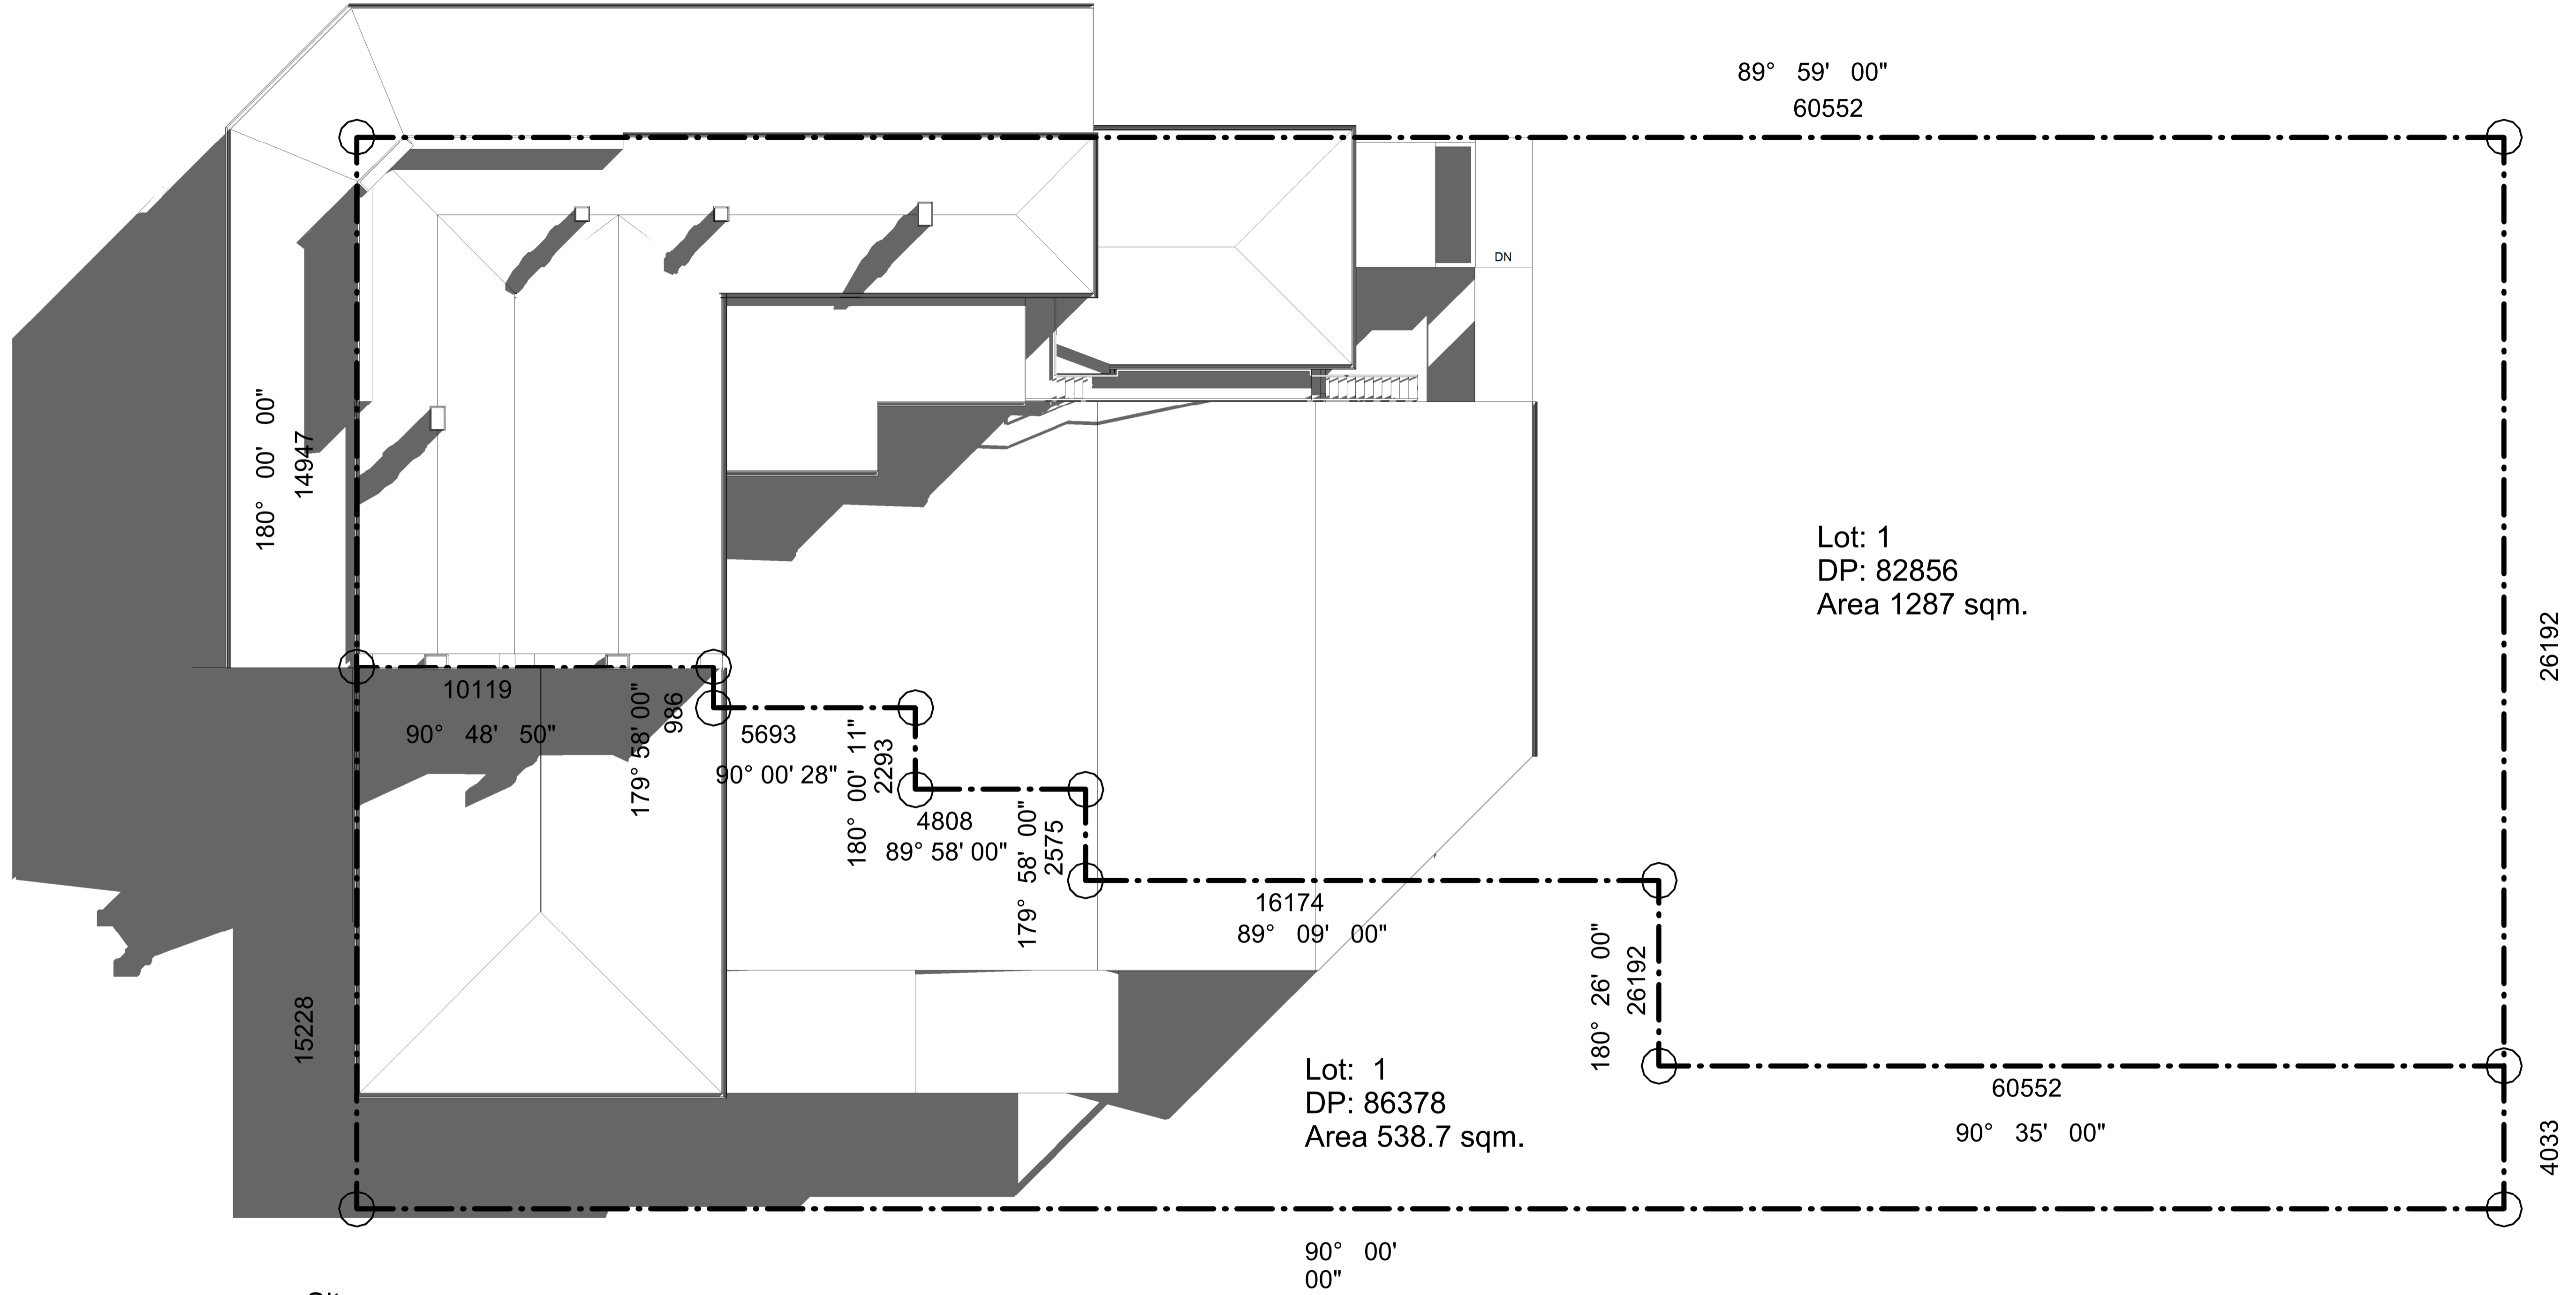 89° 59' 00"
60552
DN
180° 00' 00"
14947
Lot: 1
DP: 82856
Area 1287 sqm.
26192
10119
90° 48' 50"
179° 58' 00"
986
5693
90° 00' 28"
180° 00' 11"
2293
4808
89° 58' 00"
179° 58' 00"
2575
16174
89° 09' 00"
180° 26' 00"
26192
15228
Lot: 1
DP: 86378
Area 538.7 sqm.
60552
90° 35' 00"
4033
90° 00'
00"